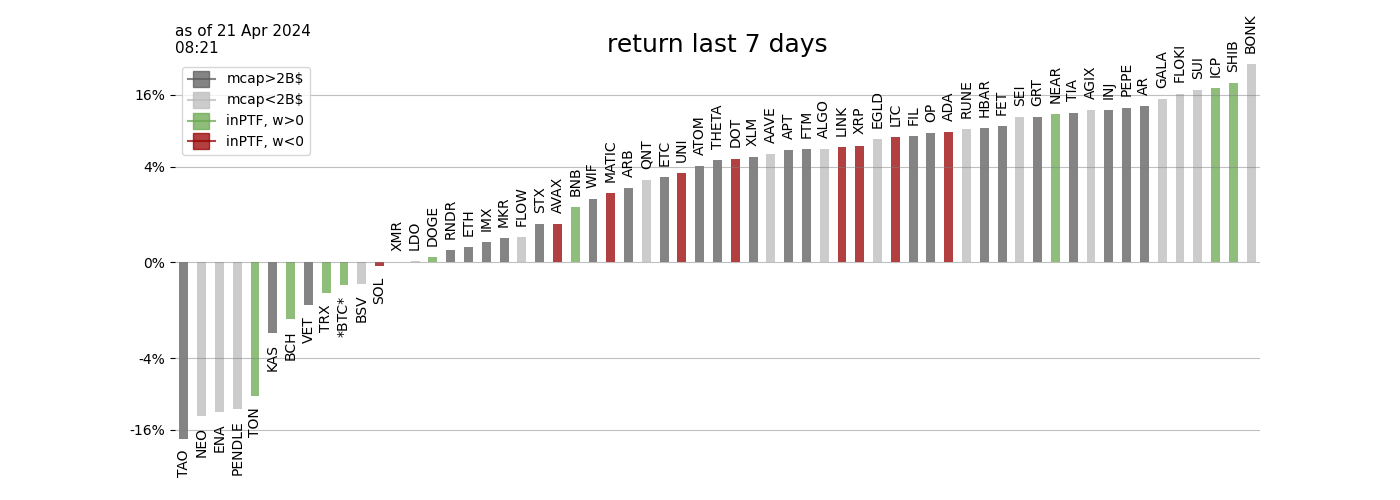 as of 21 Apr 2024
08:21
return last 7 days
mcap>2B$
mcap<2B$
inPTF, w>0
inPTF, w<0
16%
4%
0%
-4%
-16%
TAO
NEO
ENA
PENDLE
TON
KAS
BCH
VET
TRX
*BTC*
BSV
SOL
XMR
LDO
DOGE
RNDR
ETH
IMX
MKR
FLOW
STX
AVAX
BNB
WIF
MATIC
ARB
QNT
ETC
UNI
ATOM
THETA
DOT
XLM
AAVE
APT
FTM
ALGO
LINK
XRP
EGLD
LTC
FIL
OP
ADA
RUNE
HBAR
FET
SEI
GRT
NEAR
TIA
AGIX
INJ
PEPE
AR
GALA
FLOKI
SUI
ICP
SHIB
BONK